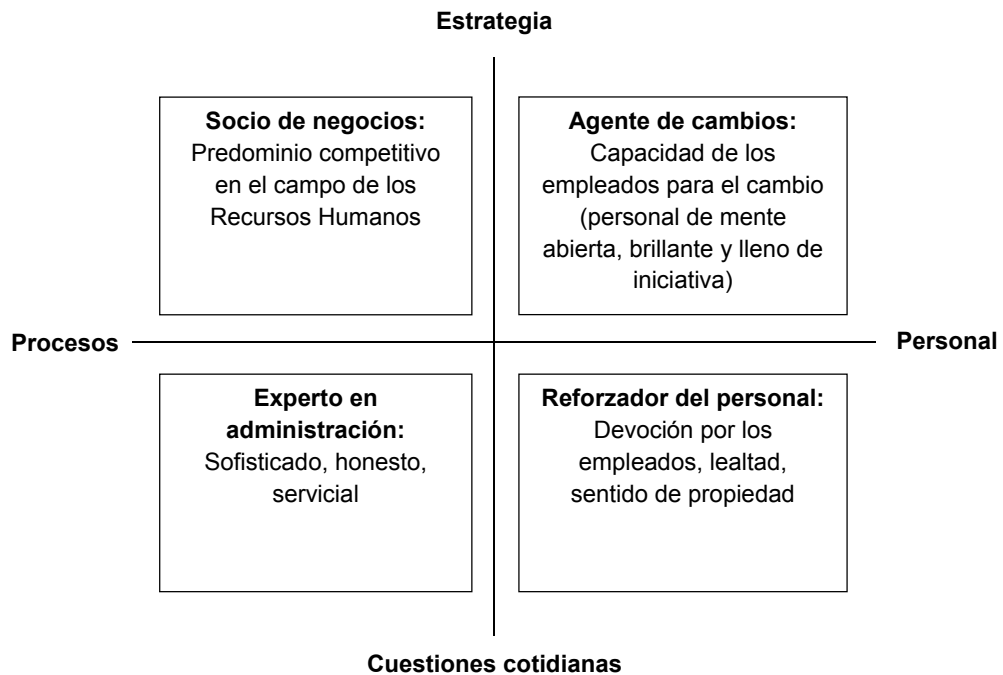 Estrategia
Socio de negocios:
Predominio competitivo
en el campo de los
Recursos Humanos
Agente de cambios:
Capacidad de los
empleados para el cambio
(personal de mente
abierta, brillante y lleno de
iniciativa)
Procesos
Personal
Experto en
administración:
Sofisticado, honesto,
servicial
Reforzador del personal:
Devoción por los
empleados, lealtad,
sentido de propiedad
Cuestiones cotidianas